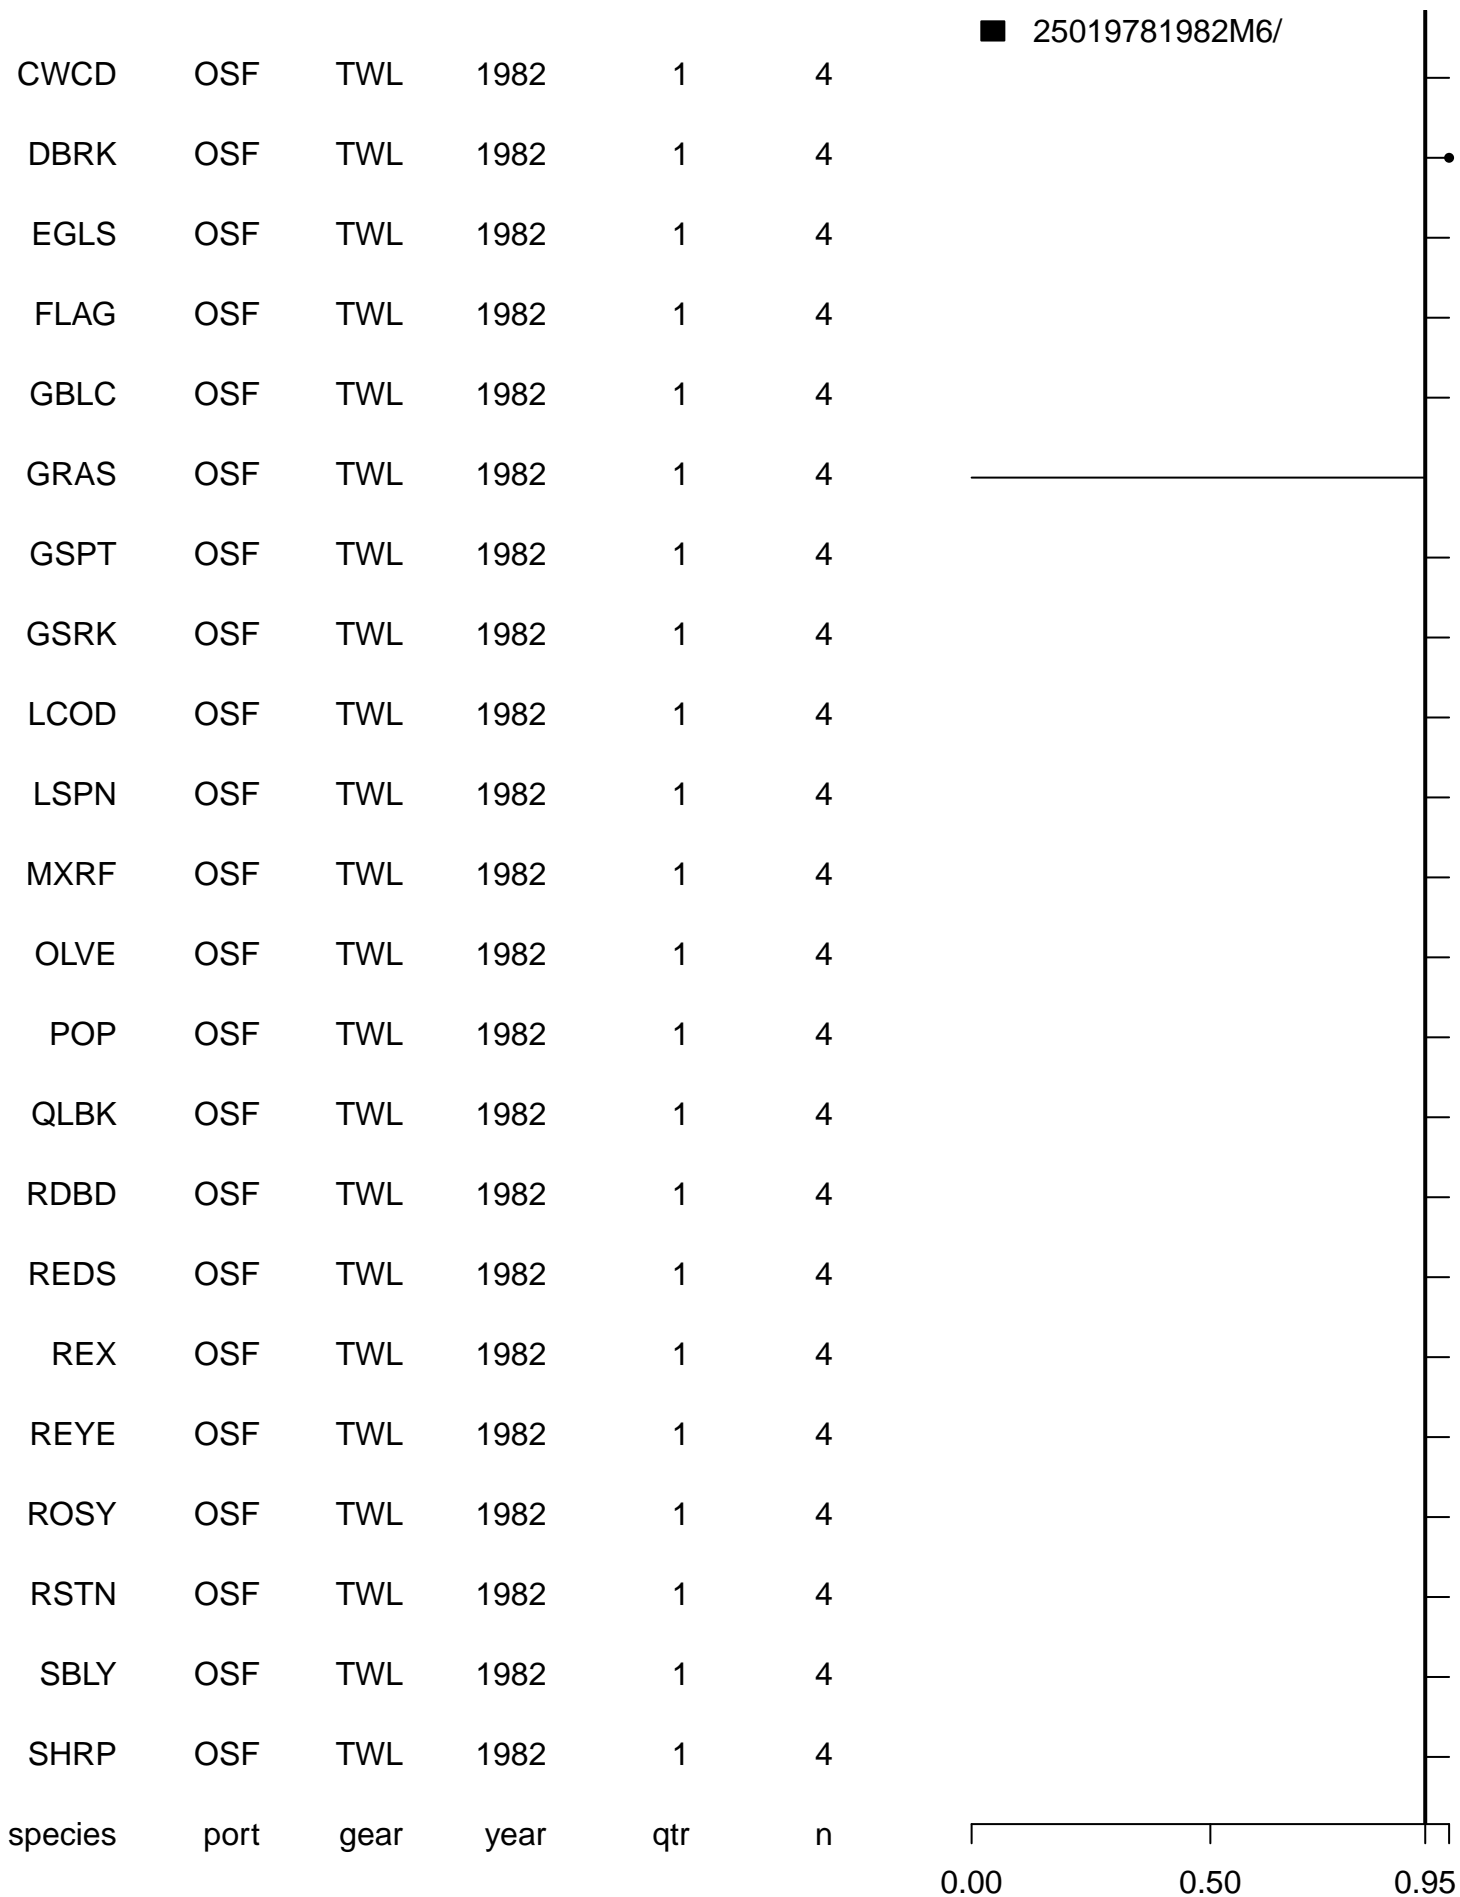 25019781982M6/
CWCD OSF TWL 1982 1 4
DBRK OSF TWL 1982 1 4
EGLS OSF TWL 1982 1 4
FLAG OSF TWL 1982 1 4
GBLC OSF TWL 1982 1 4
GRAS OSF TWL 1982 1 4
GSPT OSF TWL 1982 1 4
GSRK OSF TWL 1982 1 4
LCOD OSF TWL 1982 1 4
LSPN OSF TWL 1982 1 4
MXRF OSF TWL 1982 1 4
OLVE OSF TWL 1982 1 4
POP OSF TWL 1982 1 4
QLBK OSF TWL 1982 1 4
RDBD OSF TWL 1982 1 4
REDS OSF TWL 1982 1 4
REX OSF TWL 1982 1 4
REYE OSF TWL 1982 1 4
ROSY OSF TWL 1982 1 4
RSTN OSF TWL 1982 1 4
SBLY OSF TWL 1982 1 4
SHRP OSF TWL 1982 1 4
species port gear year qtr n
0.00 0.50 0.95